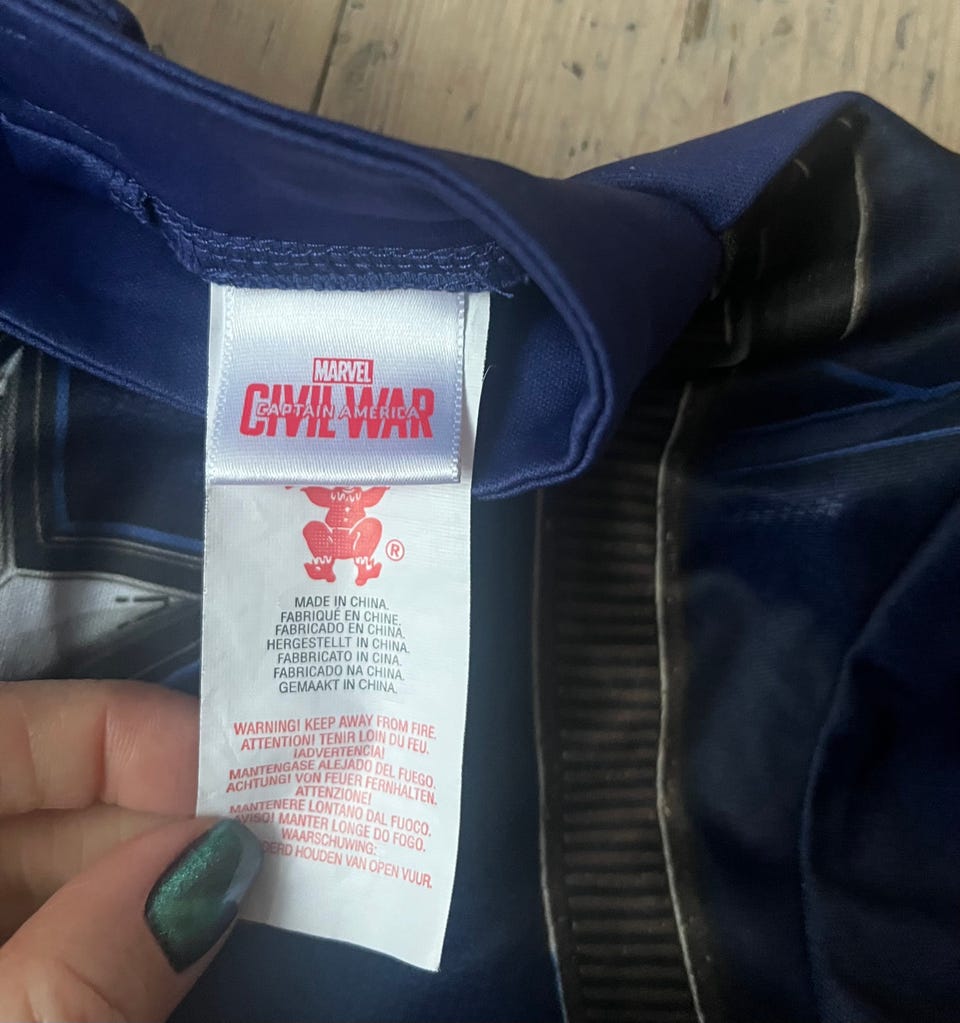 MARVEL
CIVIL WAR
CAPTAIN AMERICA
®
MADE IN CHINA.
FABRIQUÉ EN CHINE.
FABRICADO EN CHINA.
HERGESTELLT IN CHINA.
FABBRICATO IN CINA.
FABRICADO NA CHINA.
GEMAAKT IN CHINA.
WARNING! KEEP AWAY FROM FIRE.
ATTENTION! TENIR LOIN DU FEU.
¡ADVERTENCIA!
MANTENGASE ALEJADO DEL FUEGO.
ACHTUNG! VON FEUER FERNHALTEN.
ATTENZIONE!
MANTENERE LONTANO DAL FUOCO.
AVISO! MANTER LONGE DO FOGO.
WAARSCHUWING:
HOUDEN VAN OPEN VUUR.